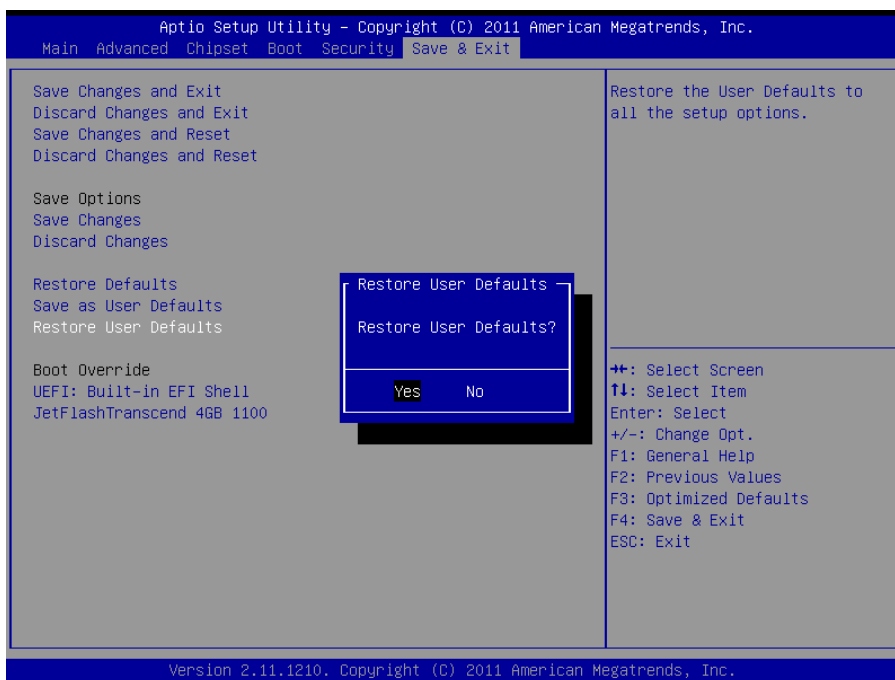 Aptio Setup Utility – Copyright (C) 2011 American Megatrends, Inc.
Main Advanced Chipset Boot Security Save & Exit
Save Changes and Exit
Discard Changes and Exit
Save Changes and Reset
Discard Changes and Reset
Save Options
Save Changes
Discard Changes
Restore Defaults
Save as User Defaults
Restore User Defaults
Boot Override
UEFI: Built-in EFI Shell
JetFlashTranscend 4GB 1100
Restore User Defaults
Restore User Defaults?
Yes No
Restore the User Defaults to
all the setup options.
→←: Select Screen
↑↓: Select Item
Enter: Select
+/-: Change Opt.
F1: General Help
F2: Previous Values
F3: Optimized Defaults
F4: Save & Exit
ESC: Exit
Version 2.11.1210. Copyright (C) 2011 American Megatrends, Inc.